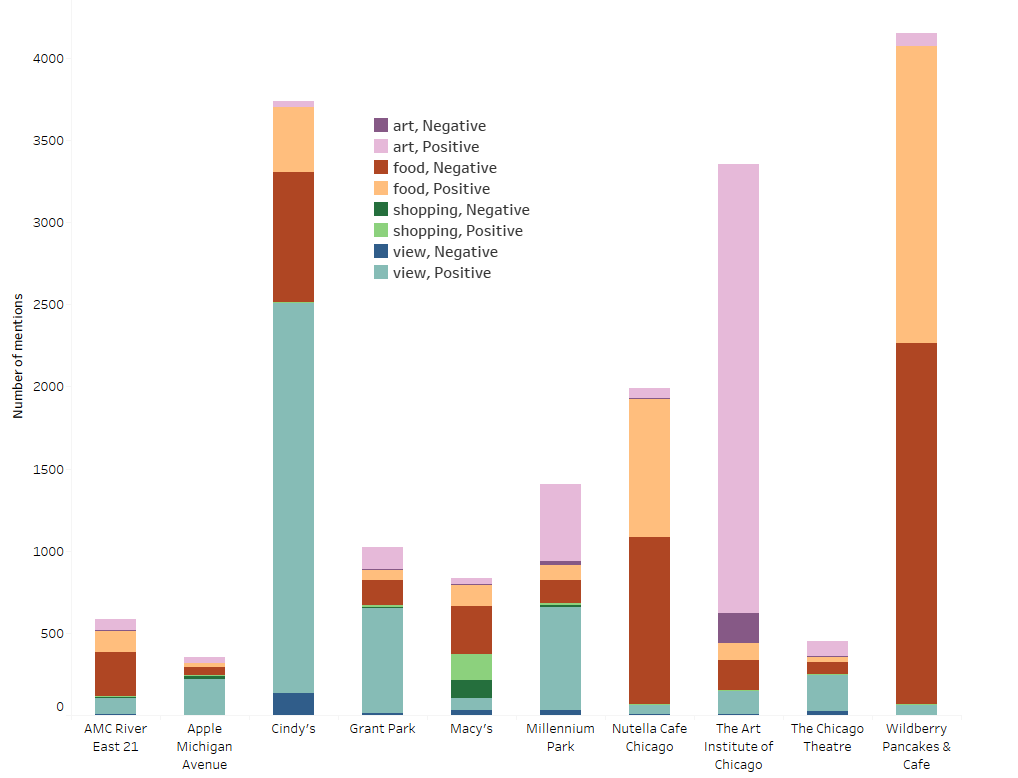 4000
3500
3000
2500
2000
1500
1000
500
0
Number of mentions
art, Negative
art, Positive
food, Negative
food, Positive
shopping, Negative
shopping, Positive
view, Negative
view, Positive
AMC River
East 21
Apple
Michigan
Avenue
Cindy's
Grant Park
Macy's
Millennium
Park
Nutella Cafe
Chicago
The Art
Institute of
Chicago
The Chicago
Theatre
Wildberry
Pancakes &
Cafe